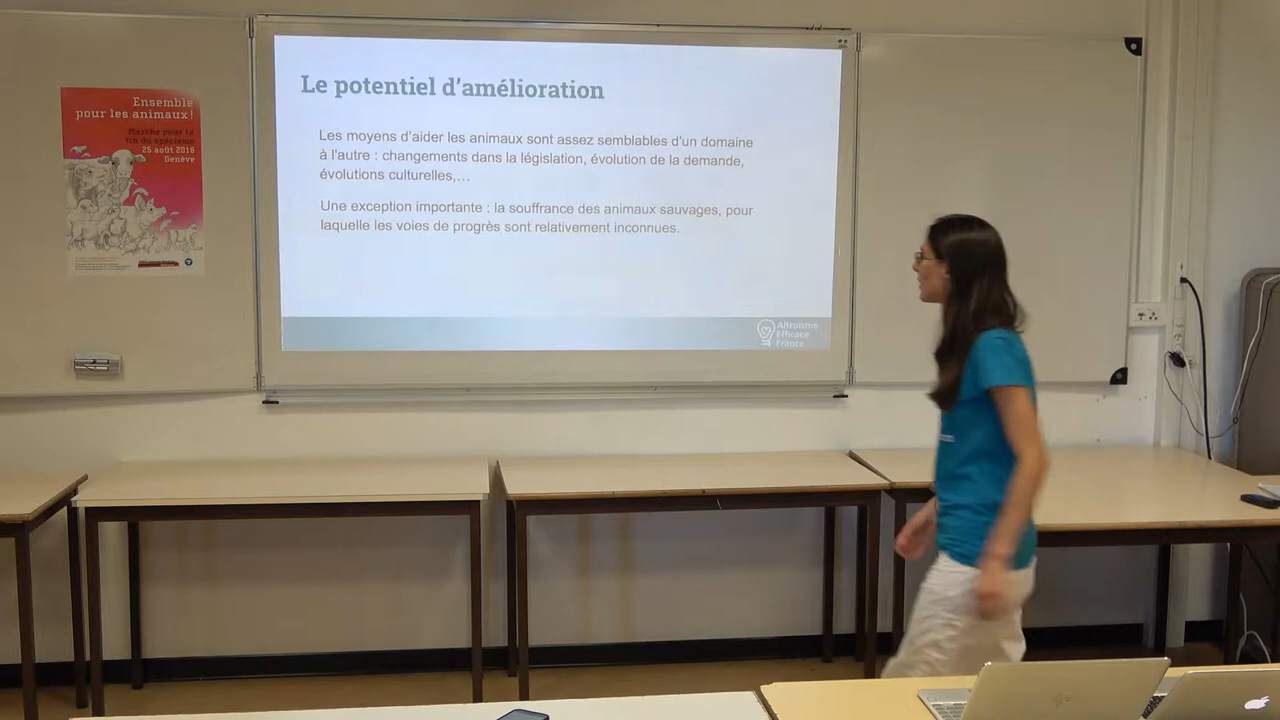 Ensemble
pour les animaux !
Marche pour la
fin du spécisme
25 août 2018
Genève
Le potentiel d'amélioration
Les moyens d'aider les animaux sont assez semblables d'un domaine
à l'autre : changements dans la législation, évolution de la demande,
évolutions culturelles,...
Une exception importante : la souffrance des animaux sauvages, pour
laquelle les voies de progrès sont relativement inconnues.
Altruisme
Efficace
France